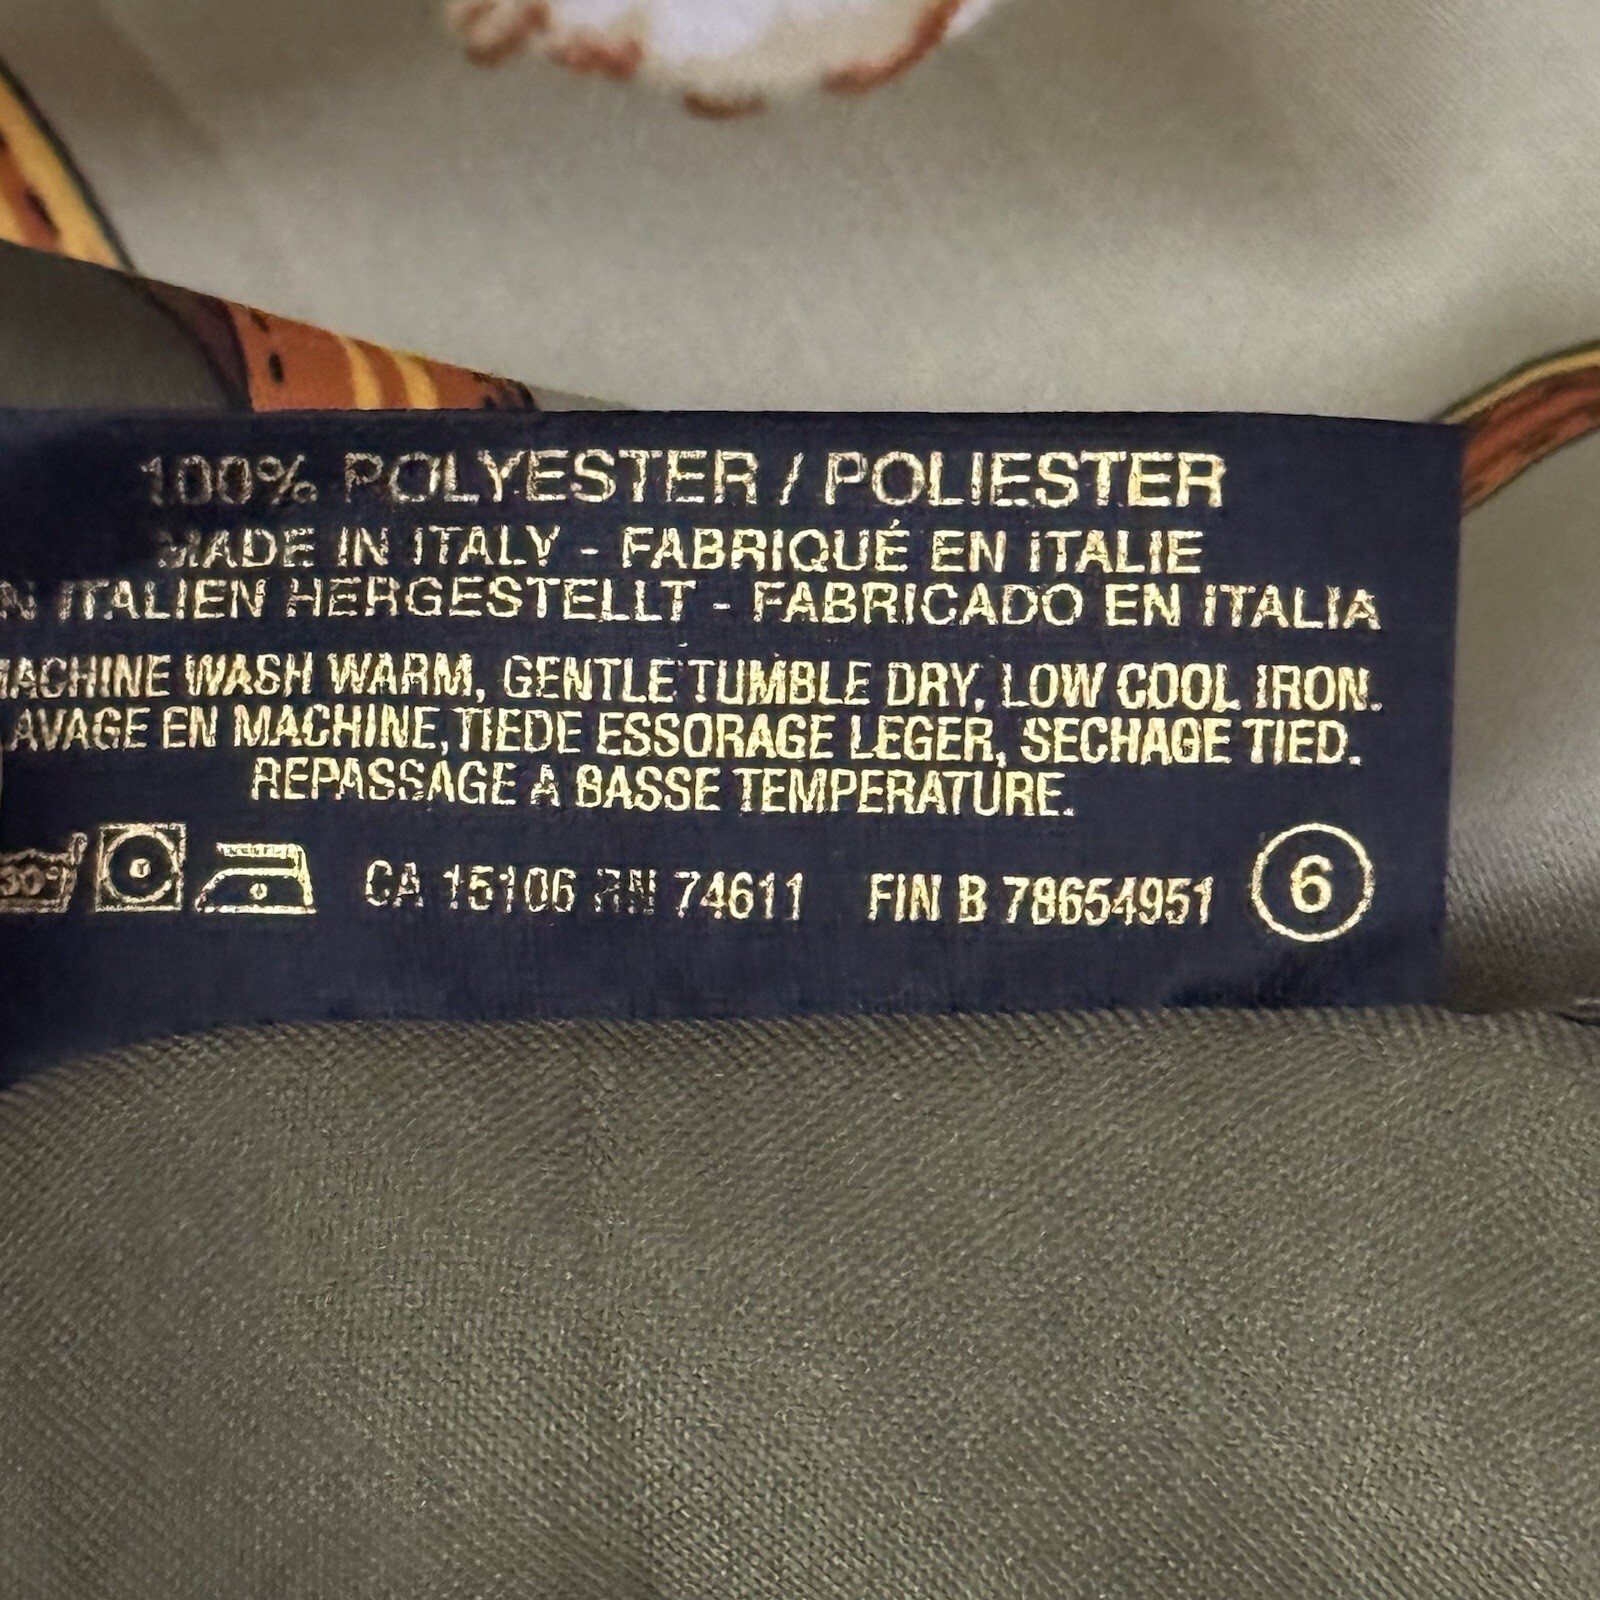 100% POLYESTER / POLIESTER
MADE IN ITALY - FABRIQUÉ EN ITALIE
N ITALIEN HERGESTELLT - FABRICADO EN ITALIA
MACHINE WASH WARM, GENTLE TUMBLE DRY, LOW COOL IRON.
AVAGE EN MACHINE, TIEDE ESSORAGE LEGER, SECHAGE TIED.
REPASSAGE A BASSE TEMPERATURE.
30° CA 15106 RN 74611 FIN B 78654951 6